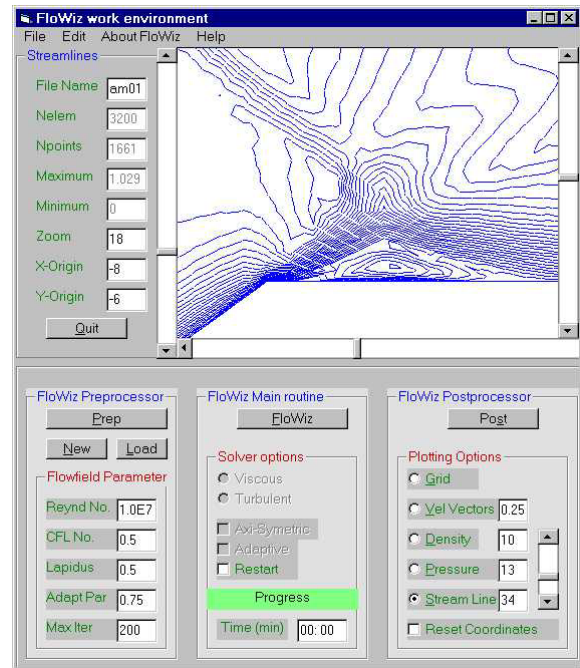 FloWiz work environment
File Edit About FloWiz Help
Streamlines
File Name am01
Nelem 3200
Npoints 1661
Maximum 1.029
Minimum 0
Zoom 18
X-Origin -8
Y-Origin -6
Quit
FloWiz Preprocessor
Prep
New Load
Flowfield Parameter
Reynd No. 1.0E7
CFL No. 0.5
Lapidus 0.5
Adapt Par 0.75
Max Iter 200
FloWiz Main routine
FloWiz
Solver options
Viscous
Turbulent
Axi-Symetric
Adaptive
Restart
Progress
Time (min) 00:00
FloWiz Postprocessor
Post
Plotting Options
Grid
Vel Vectors 0.25
Density 10
Pressure 13
Stream Line 34
Reset Coordinates